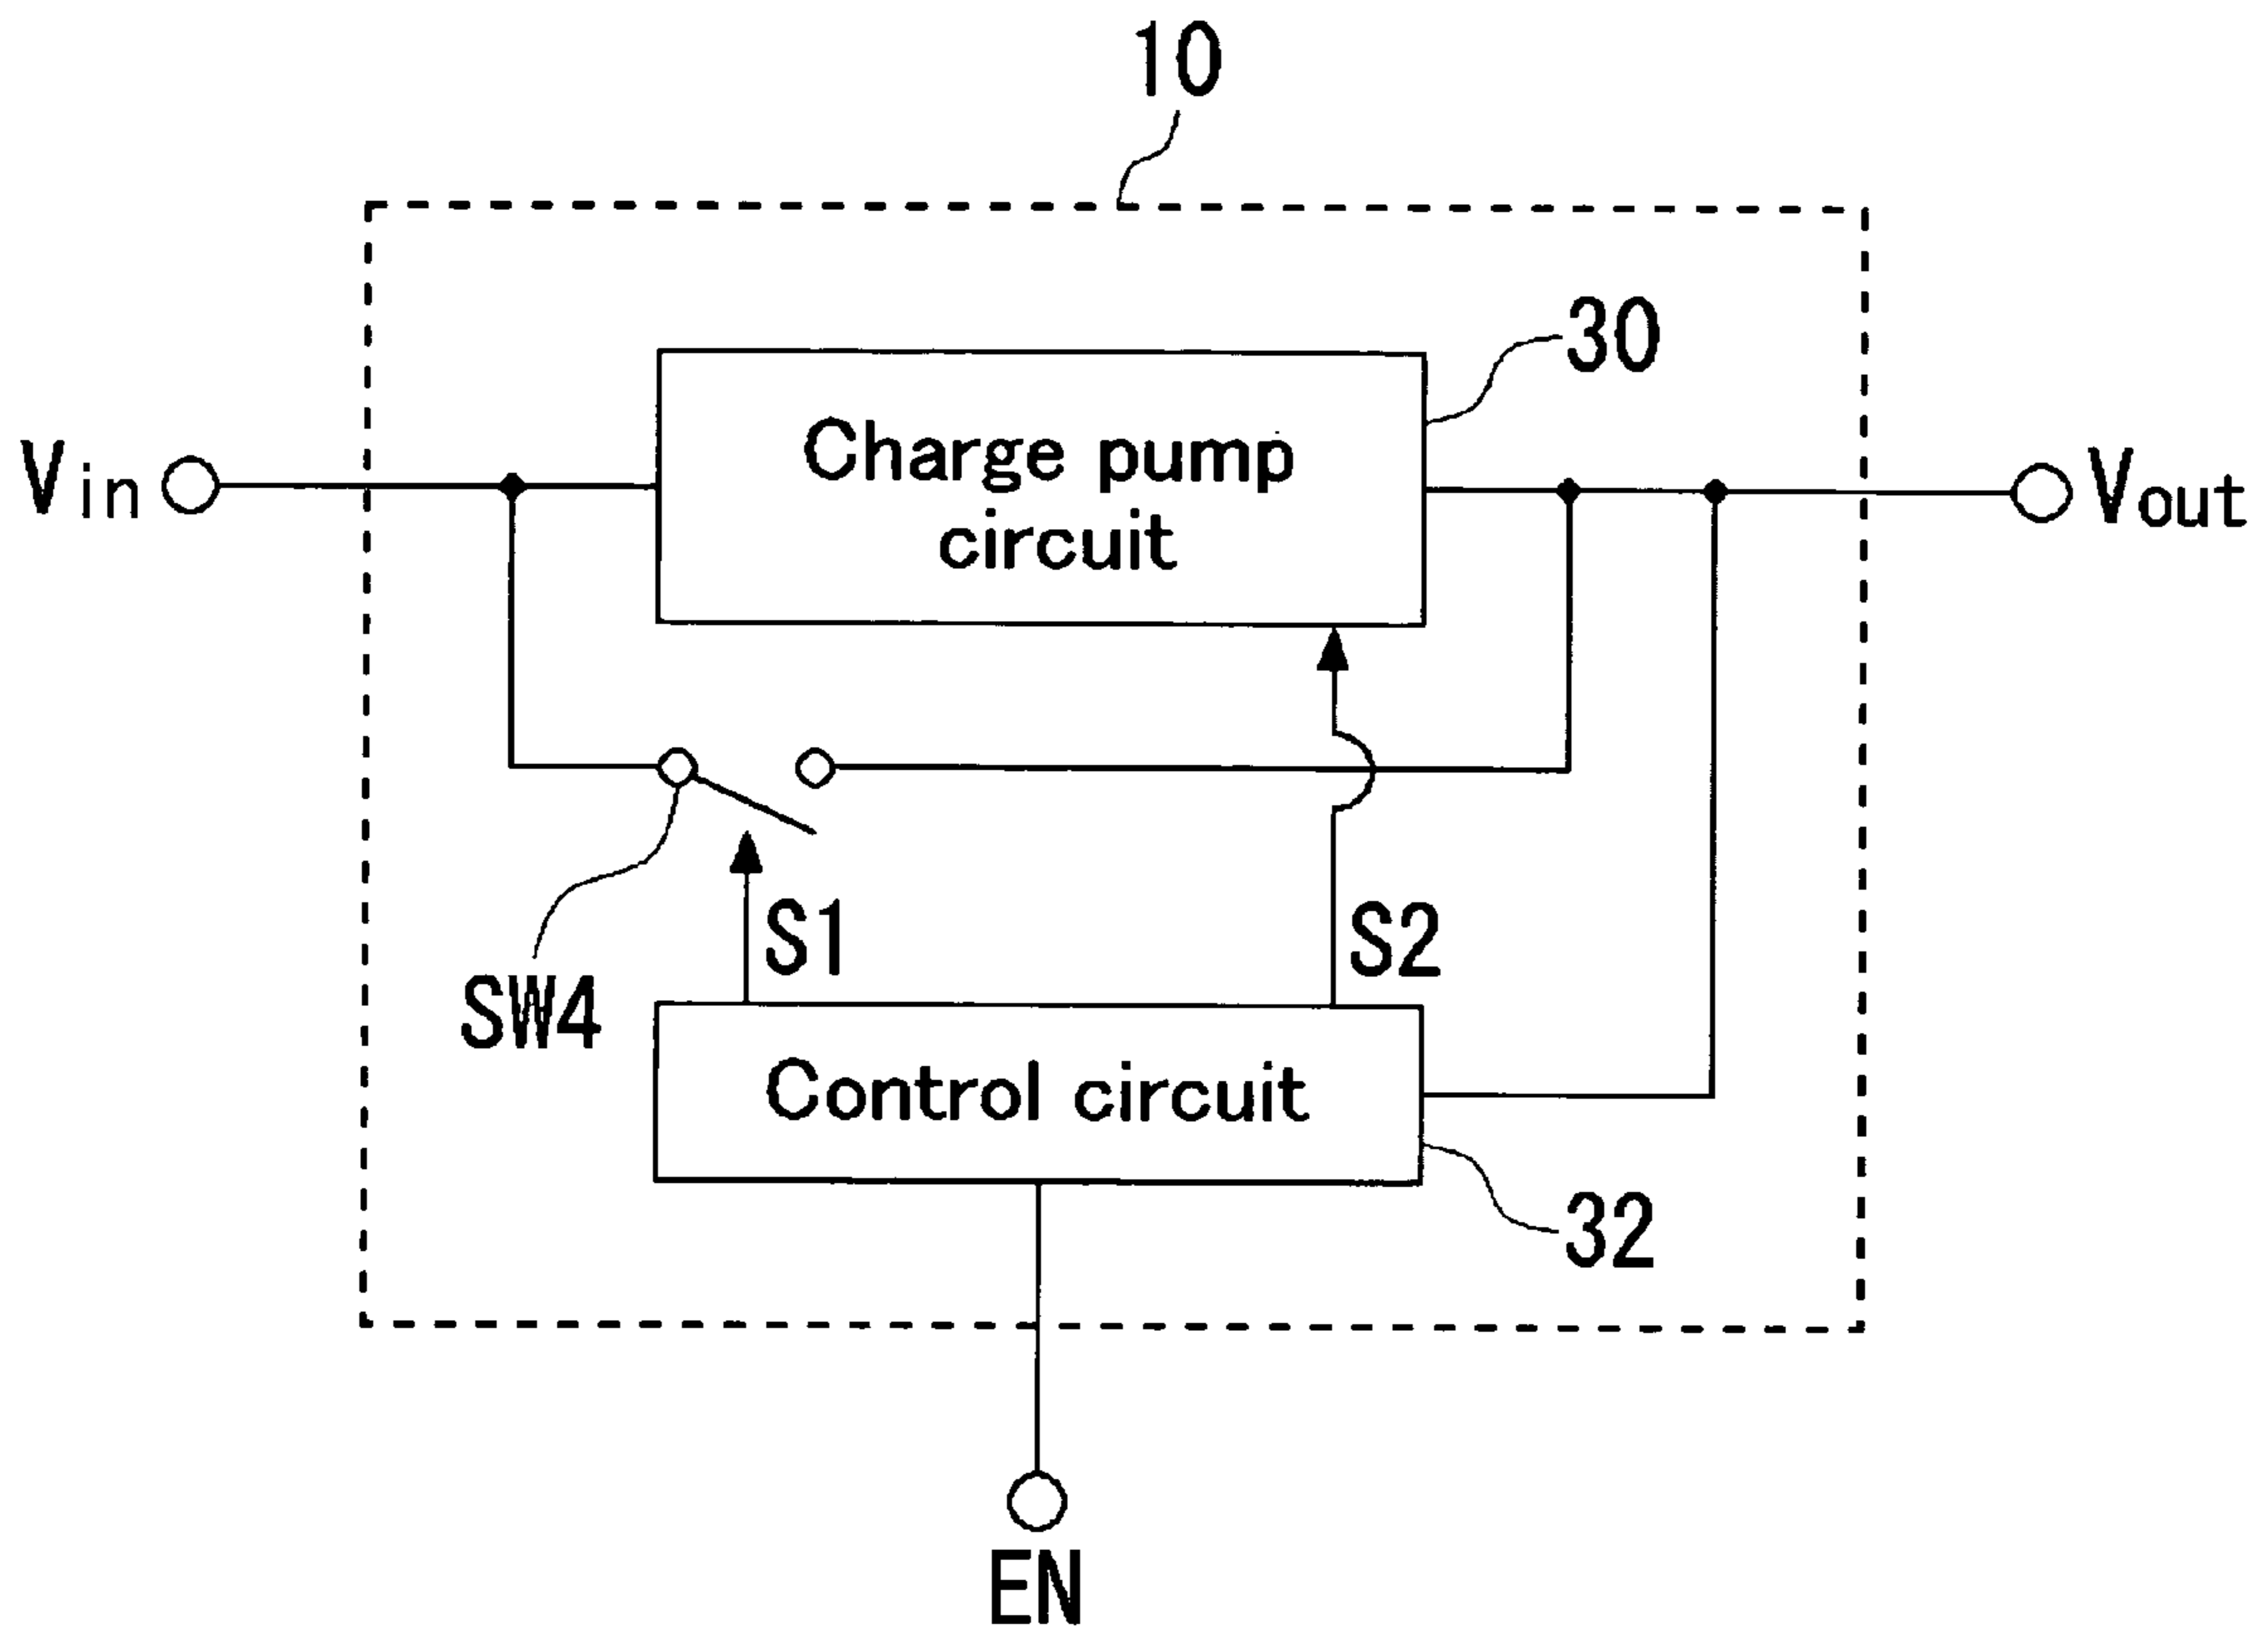 10
30
Charge pump
circuit
Vin
Vout
S1
S2
SW4
Control circuit
32
EN